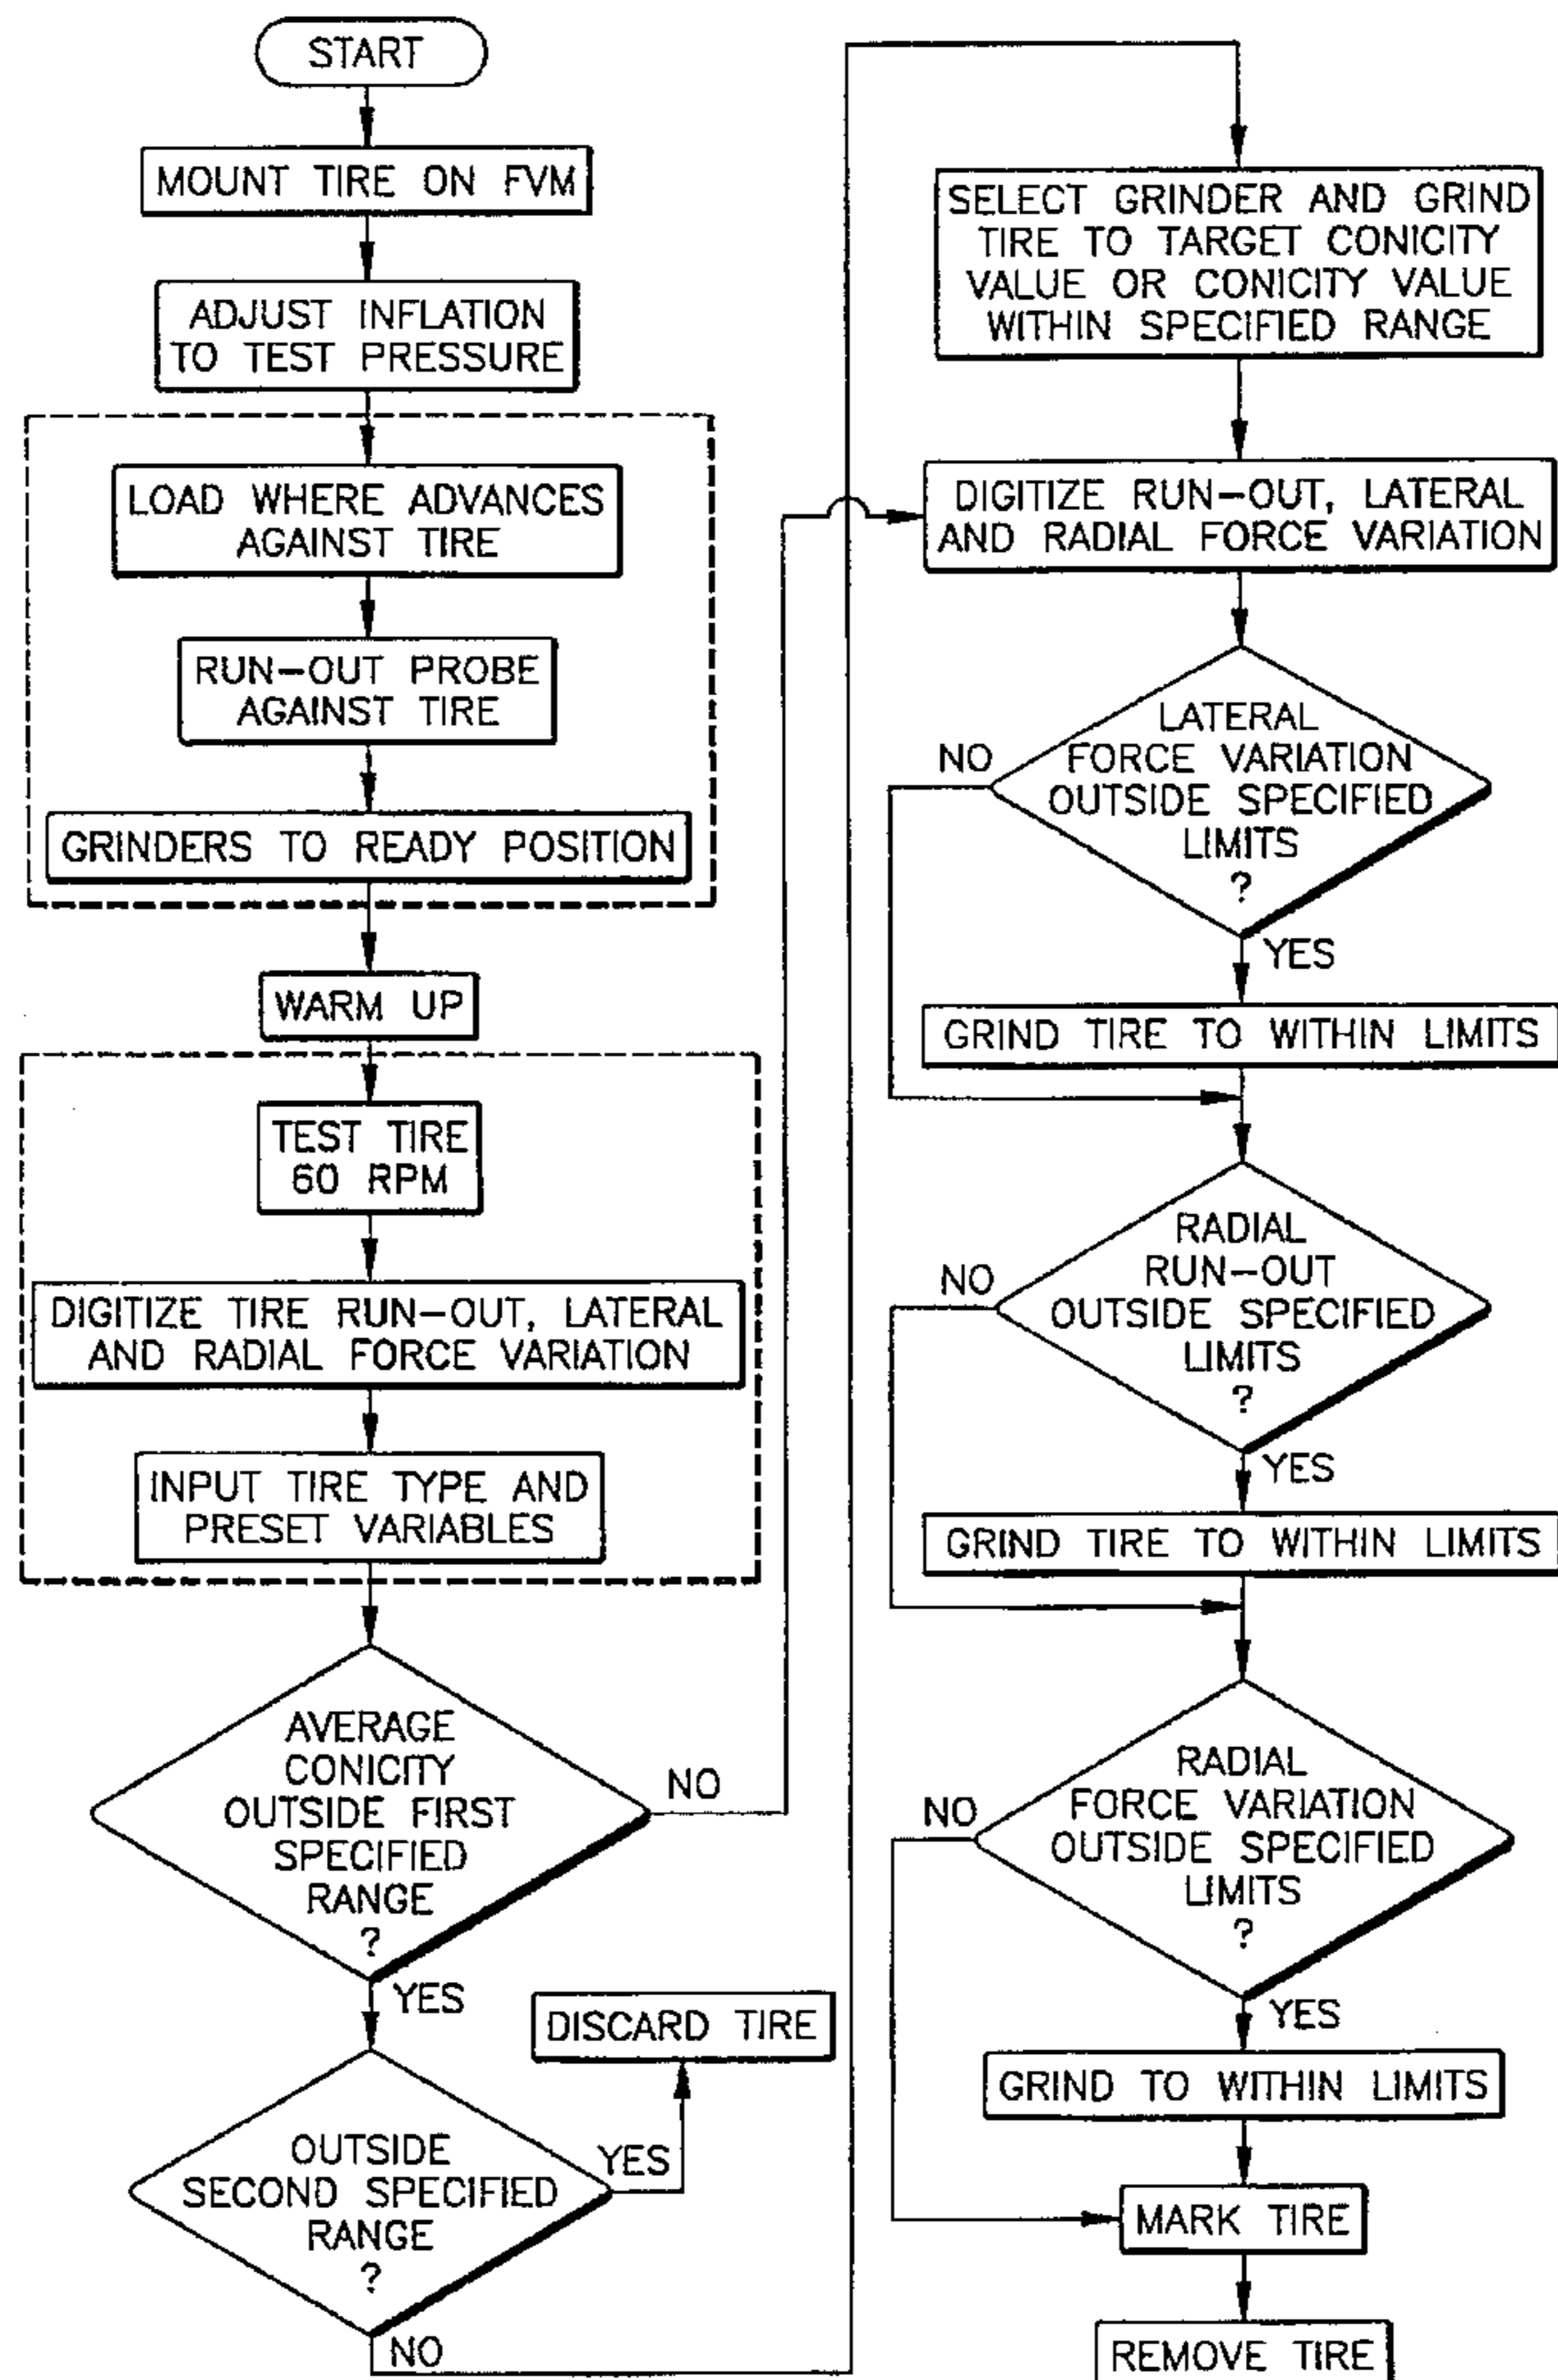 START
MOUNT TIRE ON FVM
ADJUST INFLATION
TO TEST PRESSURE
LOAD WHERE ADVANCES
AGAINST TIRE
RUN-OUT PROBE
AGAINST TIRE
GRINDERS TO READY POSITION
WARM UP
TEST TIRE
60 RPM
DIGITIZE TIRE RUN-OUT, LATERAL
AND RADIAL FORCE VARIATION
INPUT TIRE TYPE AND
PRESET VARIABLES
AVERAGE
CONICITY
OUTSIDE FIRST
SPECIFIED
RANGE
?
NO
YES
DISCARD TIRE
OUTSIDE
SECOND SPECIFIED
RANGE
?
YES
NO
SELECT GRINDER AND GRIND
TIRE TO TARGET CONICITY
VALUE OR CONICITY VALUE
WITHIN SPECIFIED RANGE
DIGITIZE RUN-OUT, LATERAL
AND RADIAL FORCE VARIATION
LATERAL
FORCE VARIATION
OUTSIDE SPECIFIED
LIMITS
?
NO
YES
GRIND TIRE TO WITHIN LIMITS
RADIAL
RUN-OUT
OUTSIDE SPECIFIED
LIMITS
?
NO
YES
GRIND TIRE TO WITHIN LIMITS
RADIAL
FORCE VARIATION
OUTSIDE SPECIFIED
LIMITS
?
NO
YES
GRIND TO WITHIN LIMITS
MARK TIRE
REMOVE TIRE